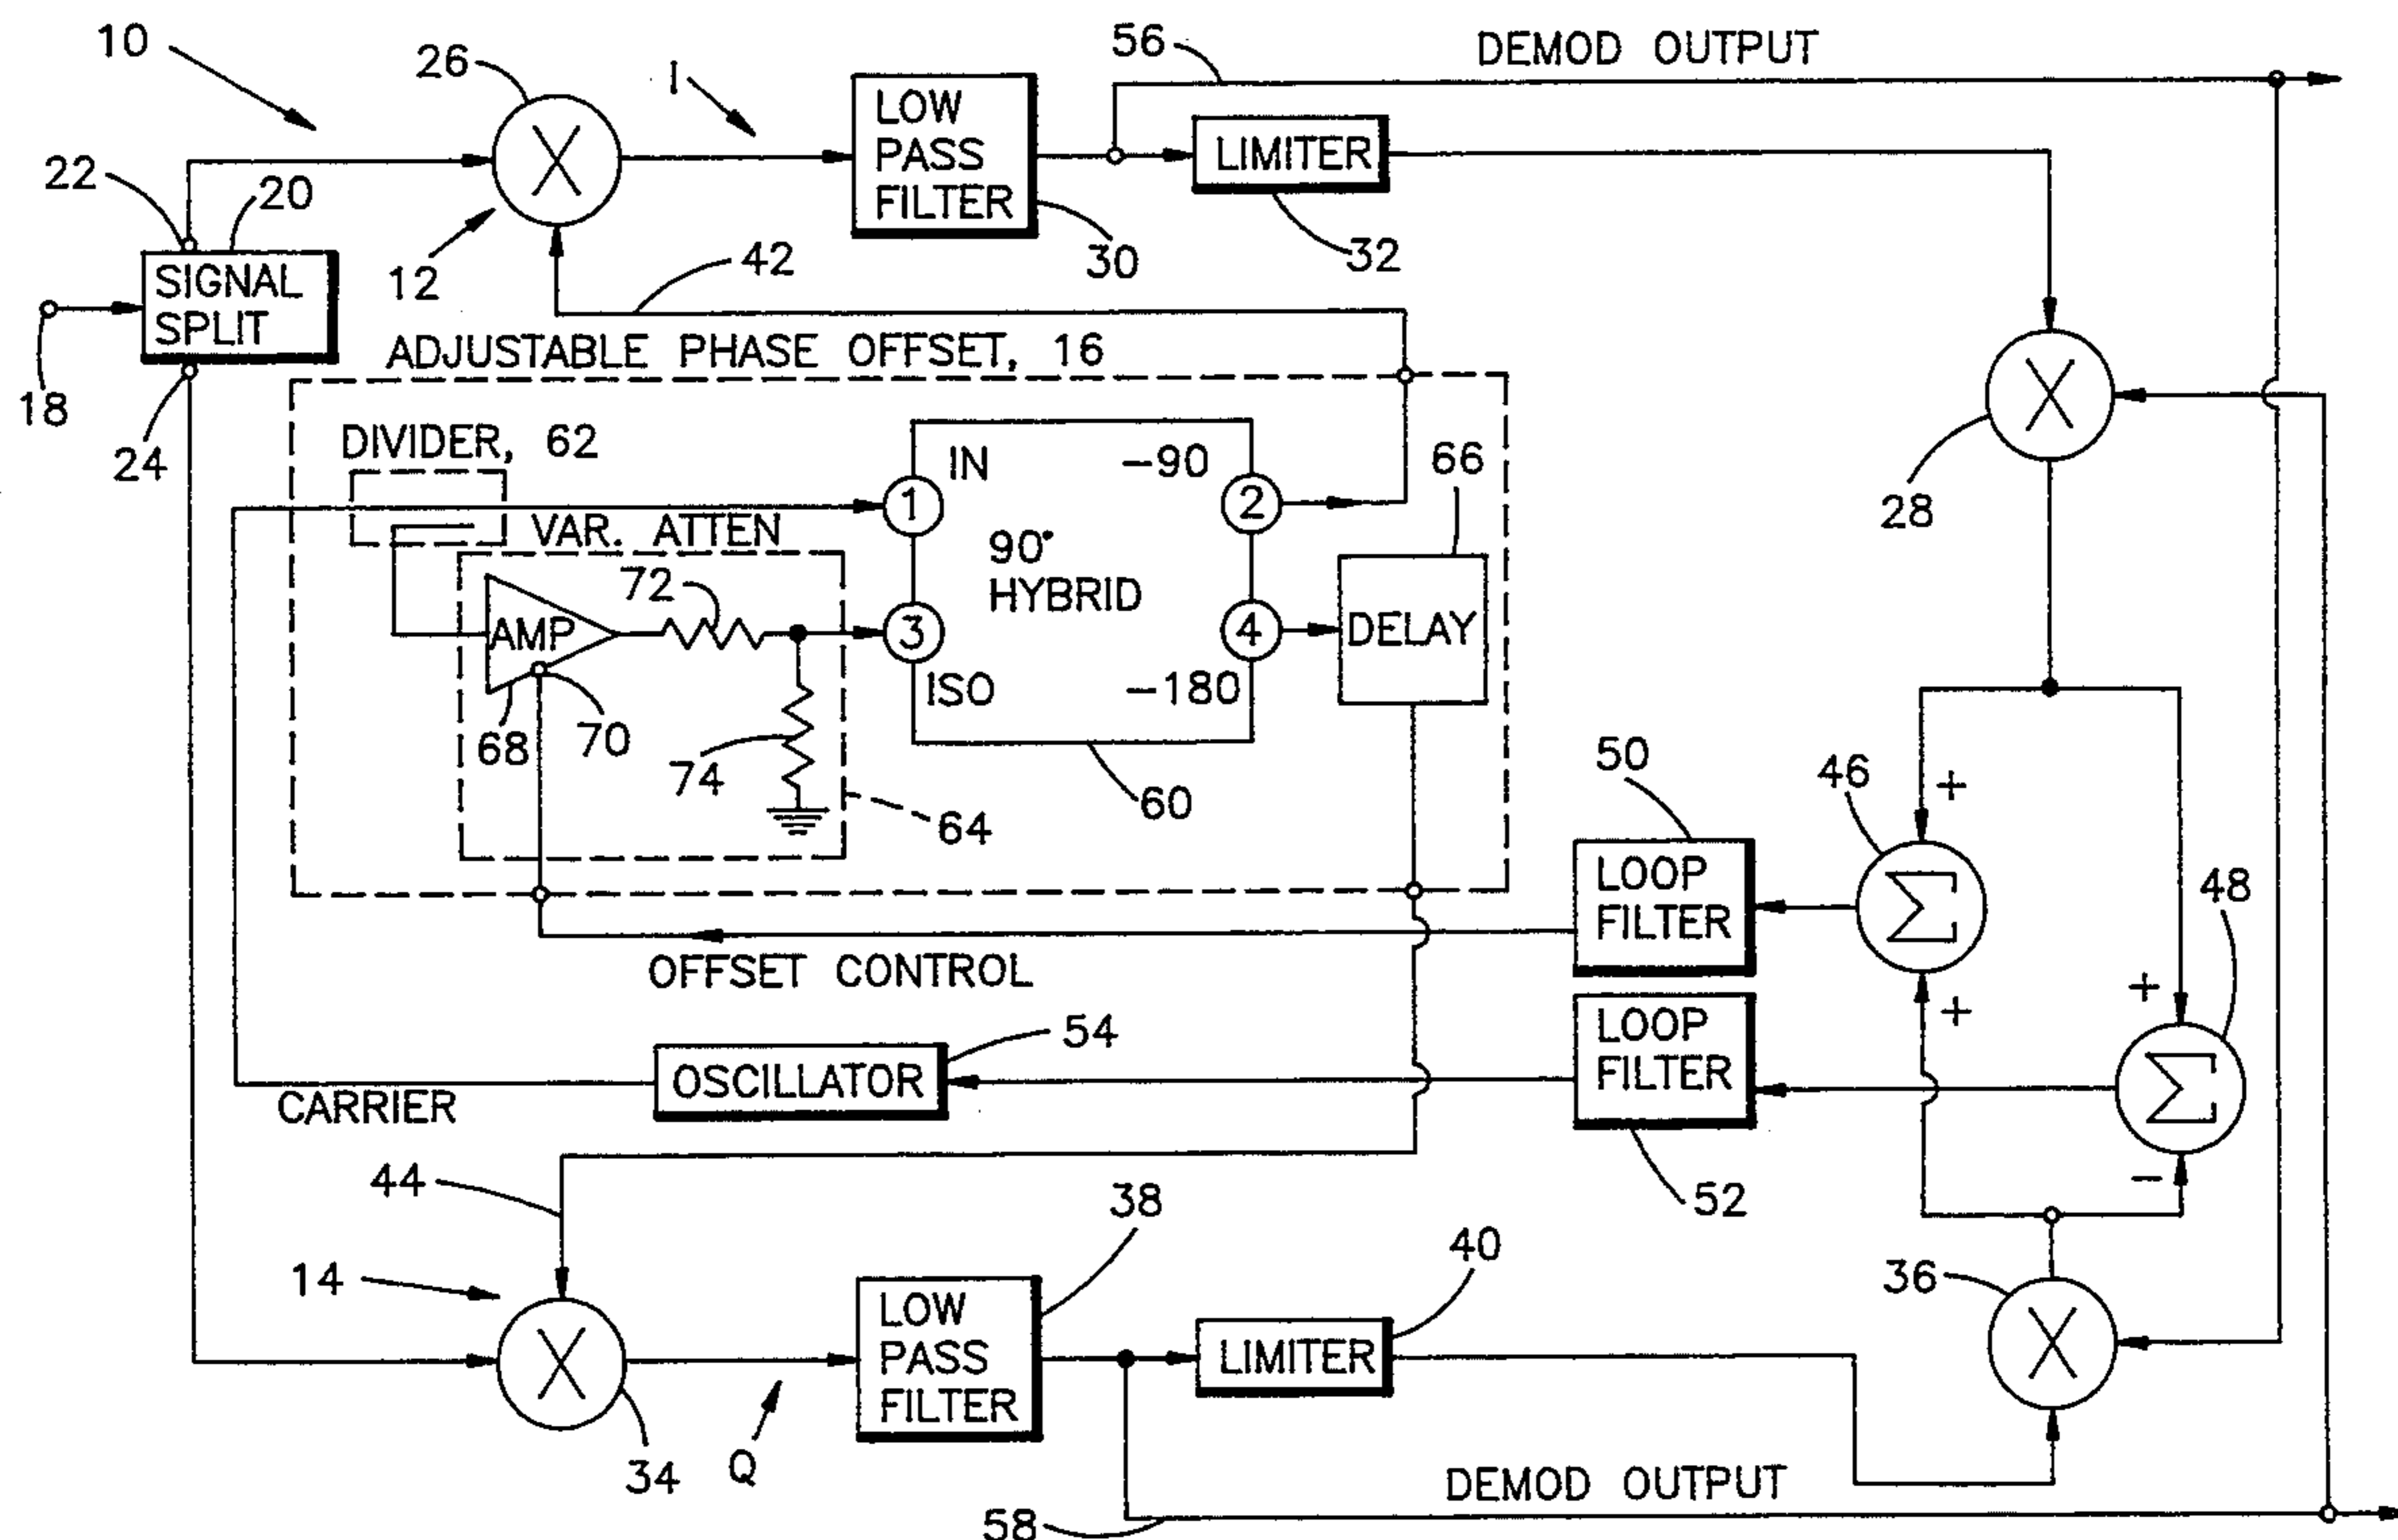 10
26
I
56
DEMOD OUTPUT
X
LOW
PASS
FILTER
LIMITER
22
20
12
42
30
32
SIGNAL
SPLIT
18
24
ADJUSTABLE PHASE OFFSET, 16
X
28
DIVIDER, 62
IN
-90
66
1
2
VAR. ATTEN
90°
HYBRID
72
AMP
3
4
DELAY
ISO
-180
68
70
74
64
60
50
46
+
LOOP
FILTER
Σ
48
OFFSET CONTROL
+
+
LOOP
FILTER
54
OSCILLATOR
Σ
CARRIER
-
44
52
38
40
36
14
X
LOW
PASS
FILTER
LIMITER
X
34
Q
DEMOD OUTPUT
58